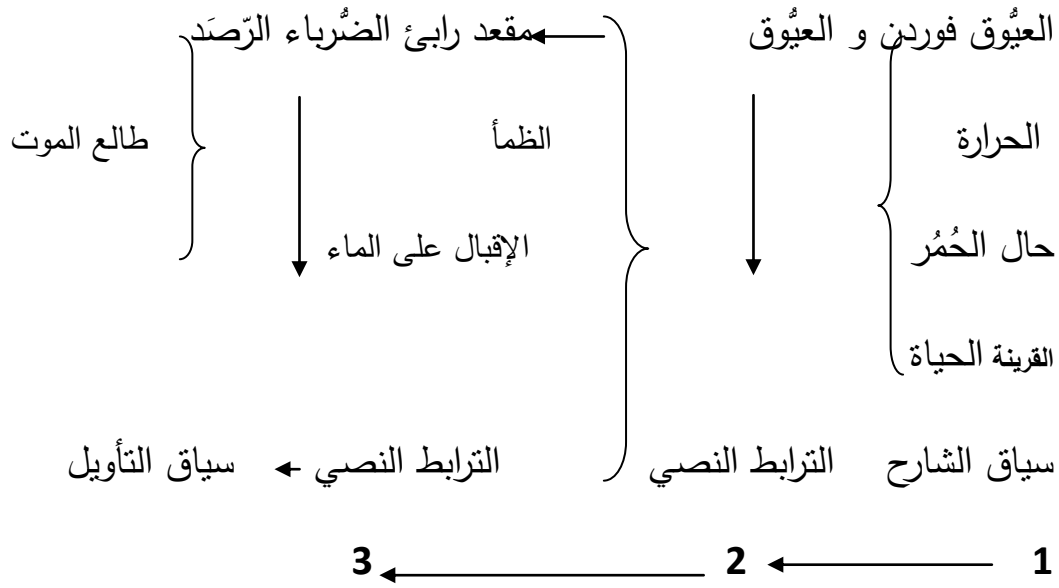 العيُّوق فوردن و العيُّوق مقعد رابئ الضُّرباء الرّصَد
الحرارة الظمأ طالع الموت
حال الحُمُر الإقبال على الماء
القرينة الحياة
سياق الشارح الترابط النصي الترابط النصي سياق التأويل
1 2 3